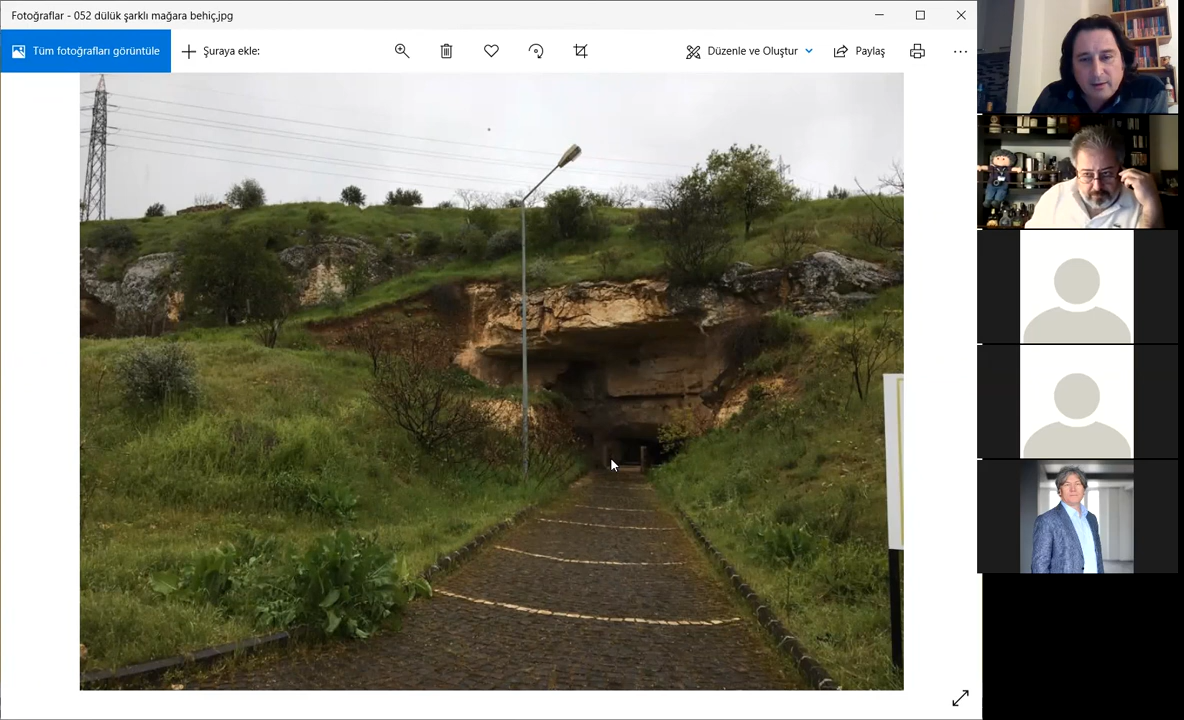 Fotoğraflar - 052 dülük şarklı mağara behiç.jpg
Tüm fotoğrafları görüntüle
Şuraya ekle:
Düzenle ve Oluştur
Paylaş